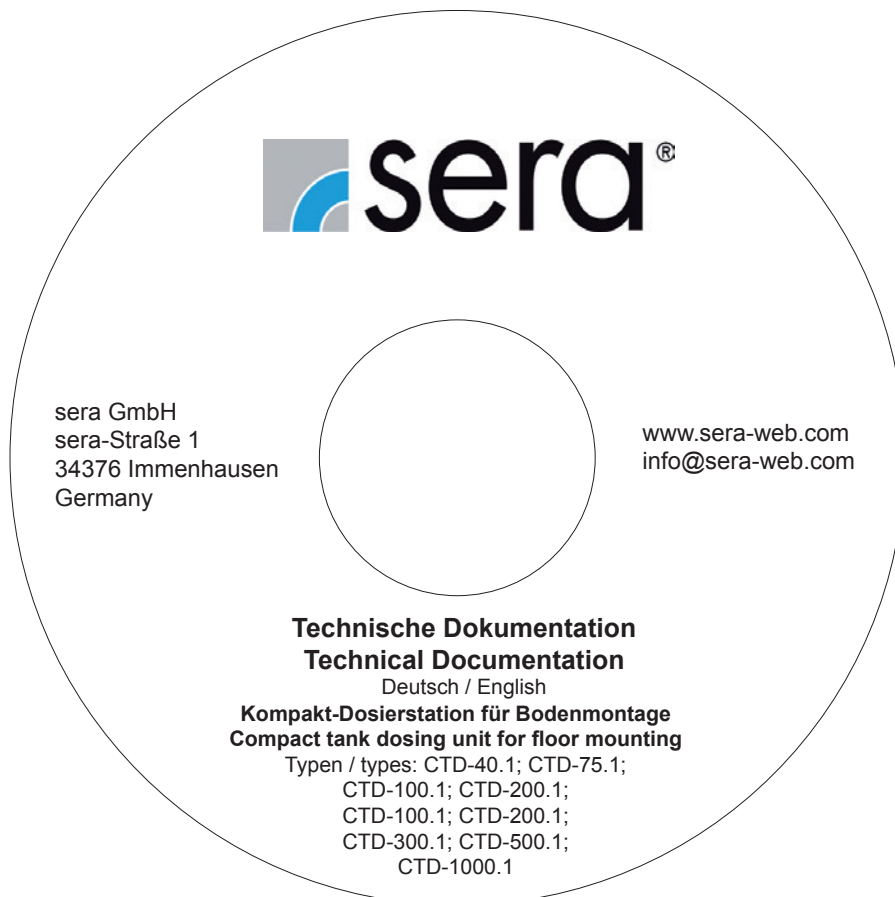 sera®
sera GmbH
sera-Straße 1
34376 Immenhausen
Germany
www.sera-web.com
info@sera-web.com
Technische Dokumentation
Technical Documentation
Deutsch / English
Kompakt-Dosierstation für Bodenmontage
Compact tank dosing unit for floor mounting
Typen / types: CTD-40.1; CTD-75.1;
CTD-100.1; CTD-200.1;
CTD-100.1; CTD-200.1;
CTD-300.1; CTD-500.1;
CTD-1000.1